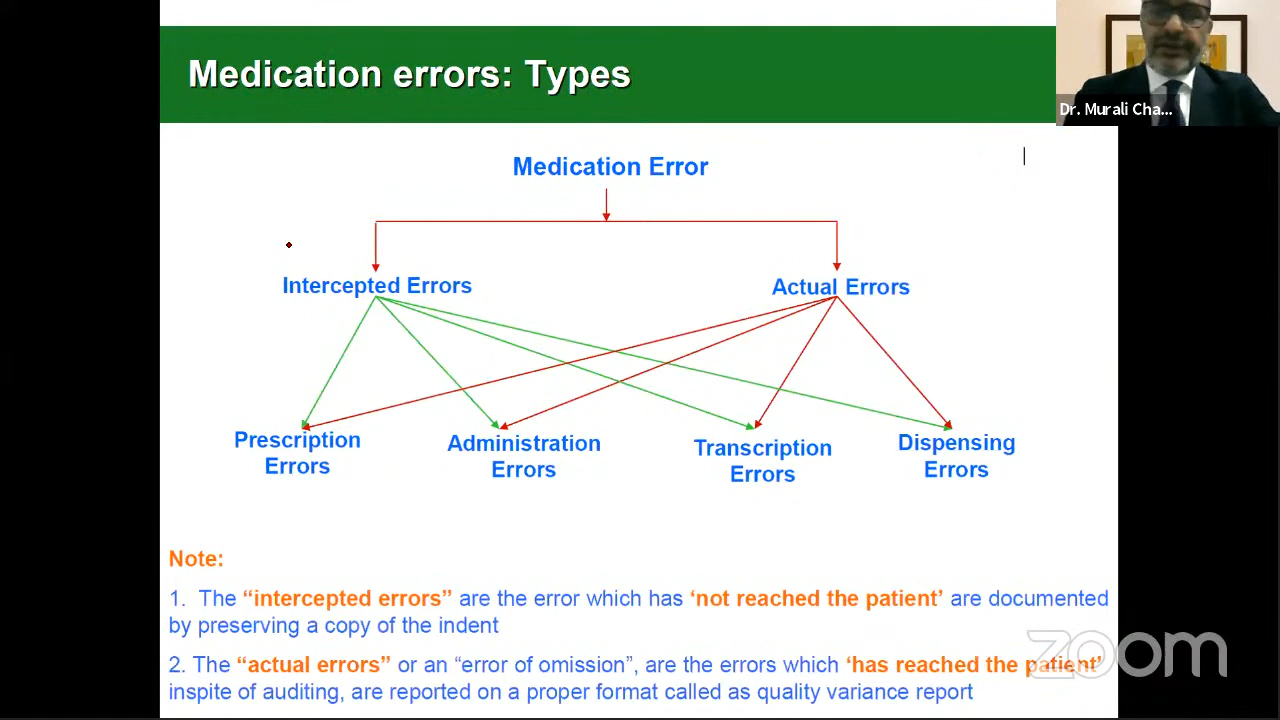 Medication errors: Types
Dr. Murali Cha...
Medication Error
Intercepted Errors
Actual Errors
Prescription
Errors
Administration
Errors
Transcription
Errors
Dispensing
Errors
Note:
1. The “intercepted errors” are the error which has ‘not reached the patient’ are documented
by preserving a copy of the indent
2. The “actual errors” or an “error of omission”, are the errors which ‘has reached the patient’
inspite of auditing, are reported on a proper format called as quality variance report
zoom